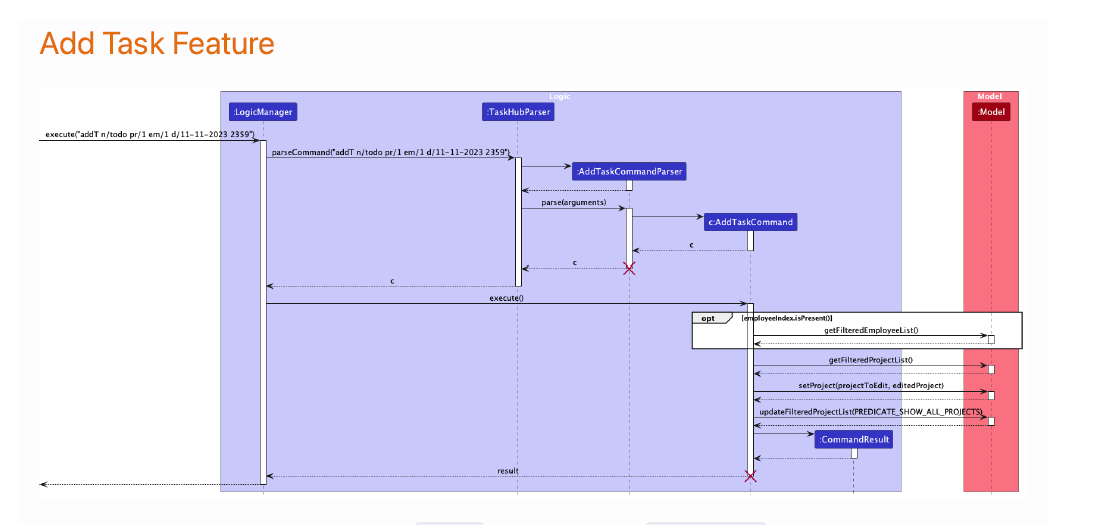 Add Task Feature
Logic
Model
:LogicManager
:TaskHubParser
:Model
execute("addT n/todo pr/1 em/1 d/11-11-2023 2359")
parseCommand("addT n/todo pr/1 em/1 d/11-11-2023 2359")
:AddTaskCommandParser
parse(arguments)
c:AddTaskCommand
c
c
c
execute()
opt
[employeeIndex.isPresent()]
getFilteredEmployeeList()
getFilteredProjectList()
setProject(projectToEdit, editedProject)
updateFilteredProjectList(PREDICATE_SHOW_ALL_PROJECTS)
:CommandResult
result